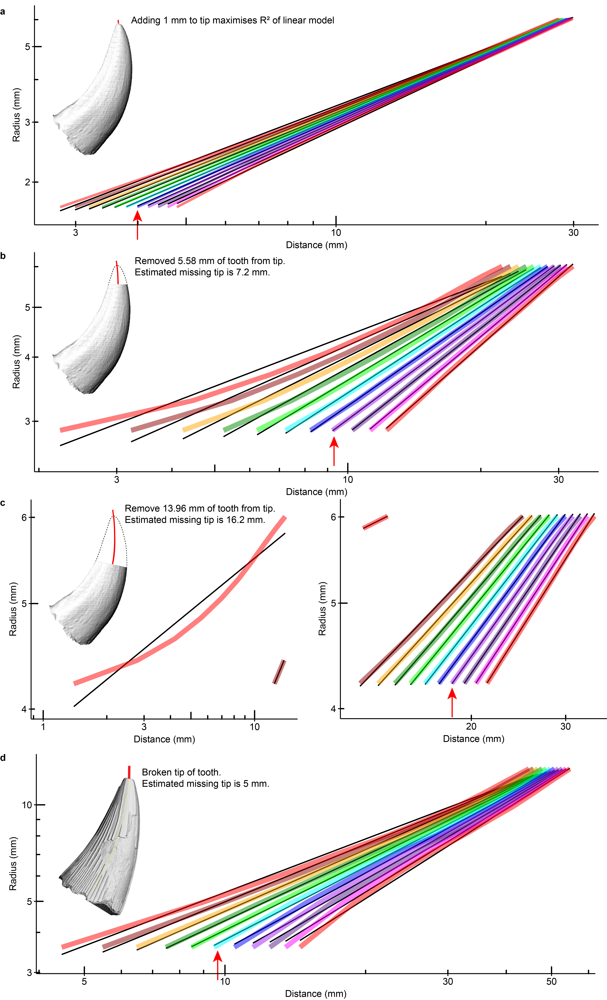 a
Adding 1 mm to tip maximises R² of linear model
5
3
2
Radius (mm)
3
10
30
Distance (mm)
b
Removed 5.58 mm of tooth from tip.
Estimated missing tip is 7.2 mm.
5
4
3
Radius (mm)
3
10
30
Distance (mm)
c
Remove 13.96 mm of tooth from tip.
Estimated missing tip is 16.2 mm.
6
5
4
Radius (mm)
1
3
10
Distance (mm)
6
5
4
Radius (mm)
20
30
Distance (mm)
d
Broken tip of tooth.
Estimated missing tip is 5 mm.
10
5
3
Radius (mm)
5
10
30
50
Distance (mm)